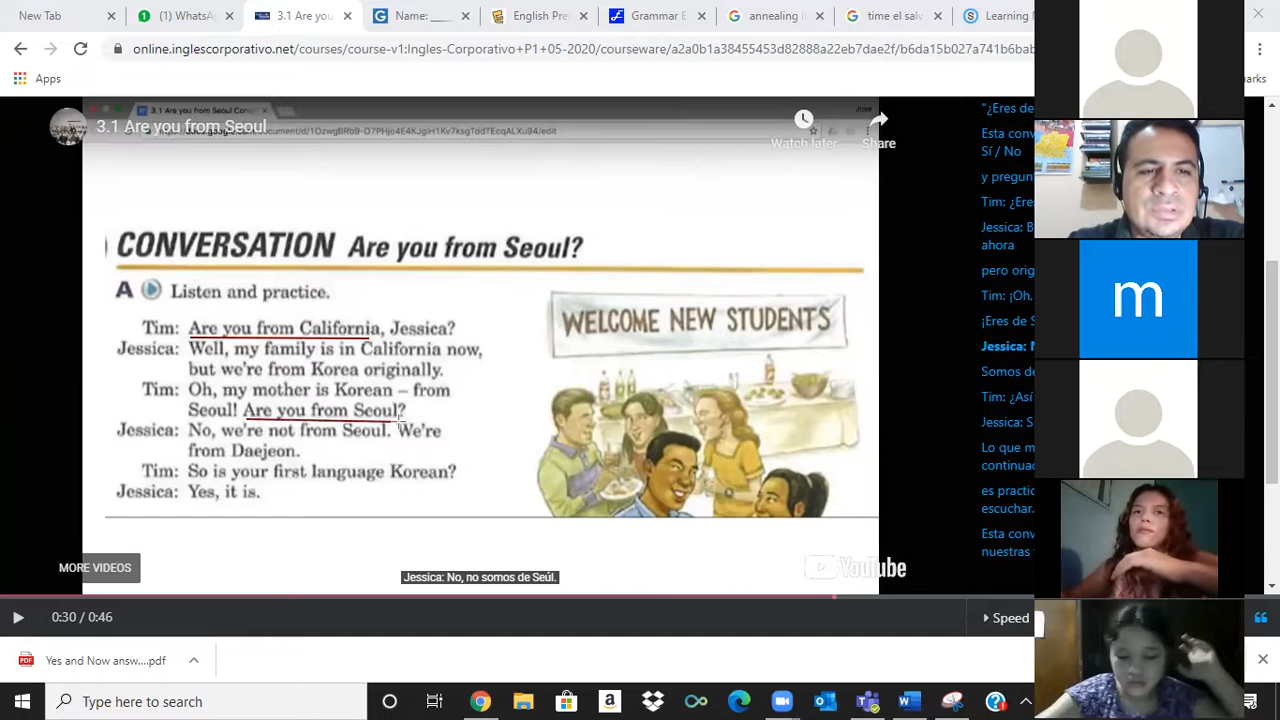 New Tab
(1) WhatsA
3.1 Are you
Name: ___
English Pre
Grammar E
annealing i
time el salv
Learning
online.inglescorporativo.net/courses/course-v1:Ingles-Corporativo+P1+05-2020/courseware/a2a0b1a38455453d82888a22eb7dae2f/b6da15b027a741b6bab
Apps
3.1 Are you from Seoul
Watch later
Share
CONVERSATION Are you from Seoul?
A Listen and practice.
Tim: Are you from California, Jessica?
Jessica: Well, my family is in California now,
but we're from Korea originally.
Tim: Oh, my mother is Korean – from
Seoul! Are you from Seoul?
Jessica: No, we're not from Seoul. We're
from Daejeon.
Tim: So is your first language Korean?
Jessica: Yes, it is.
WELCOME NEW STUDENTS
MORE VIDEOS
YouTube
Jessica: No, no somos de Seúl.
"¿Eres de
Esta conv
Sí / No
y pregun
Tim: ¿Eres
Jessica: B
ahora
pero orig
Tim: ¡Oh,
¡Eres de S
Jessica: N
Somos de
Tim: ¿Así
Jessica: S
Lo que m
continuac
es practic
escuchar.
Esta conv
nuestras
m
0:30 / 0:46
Speed
Yes and Now answ....pdf
Type here to search